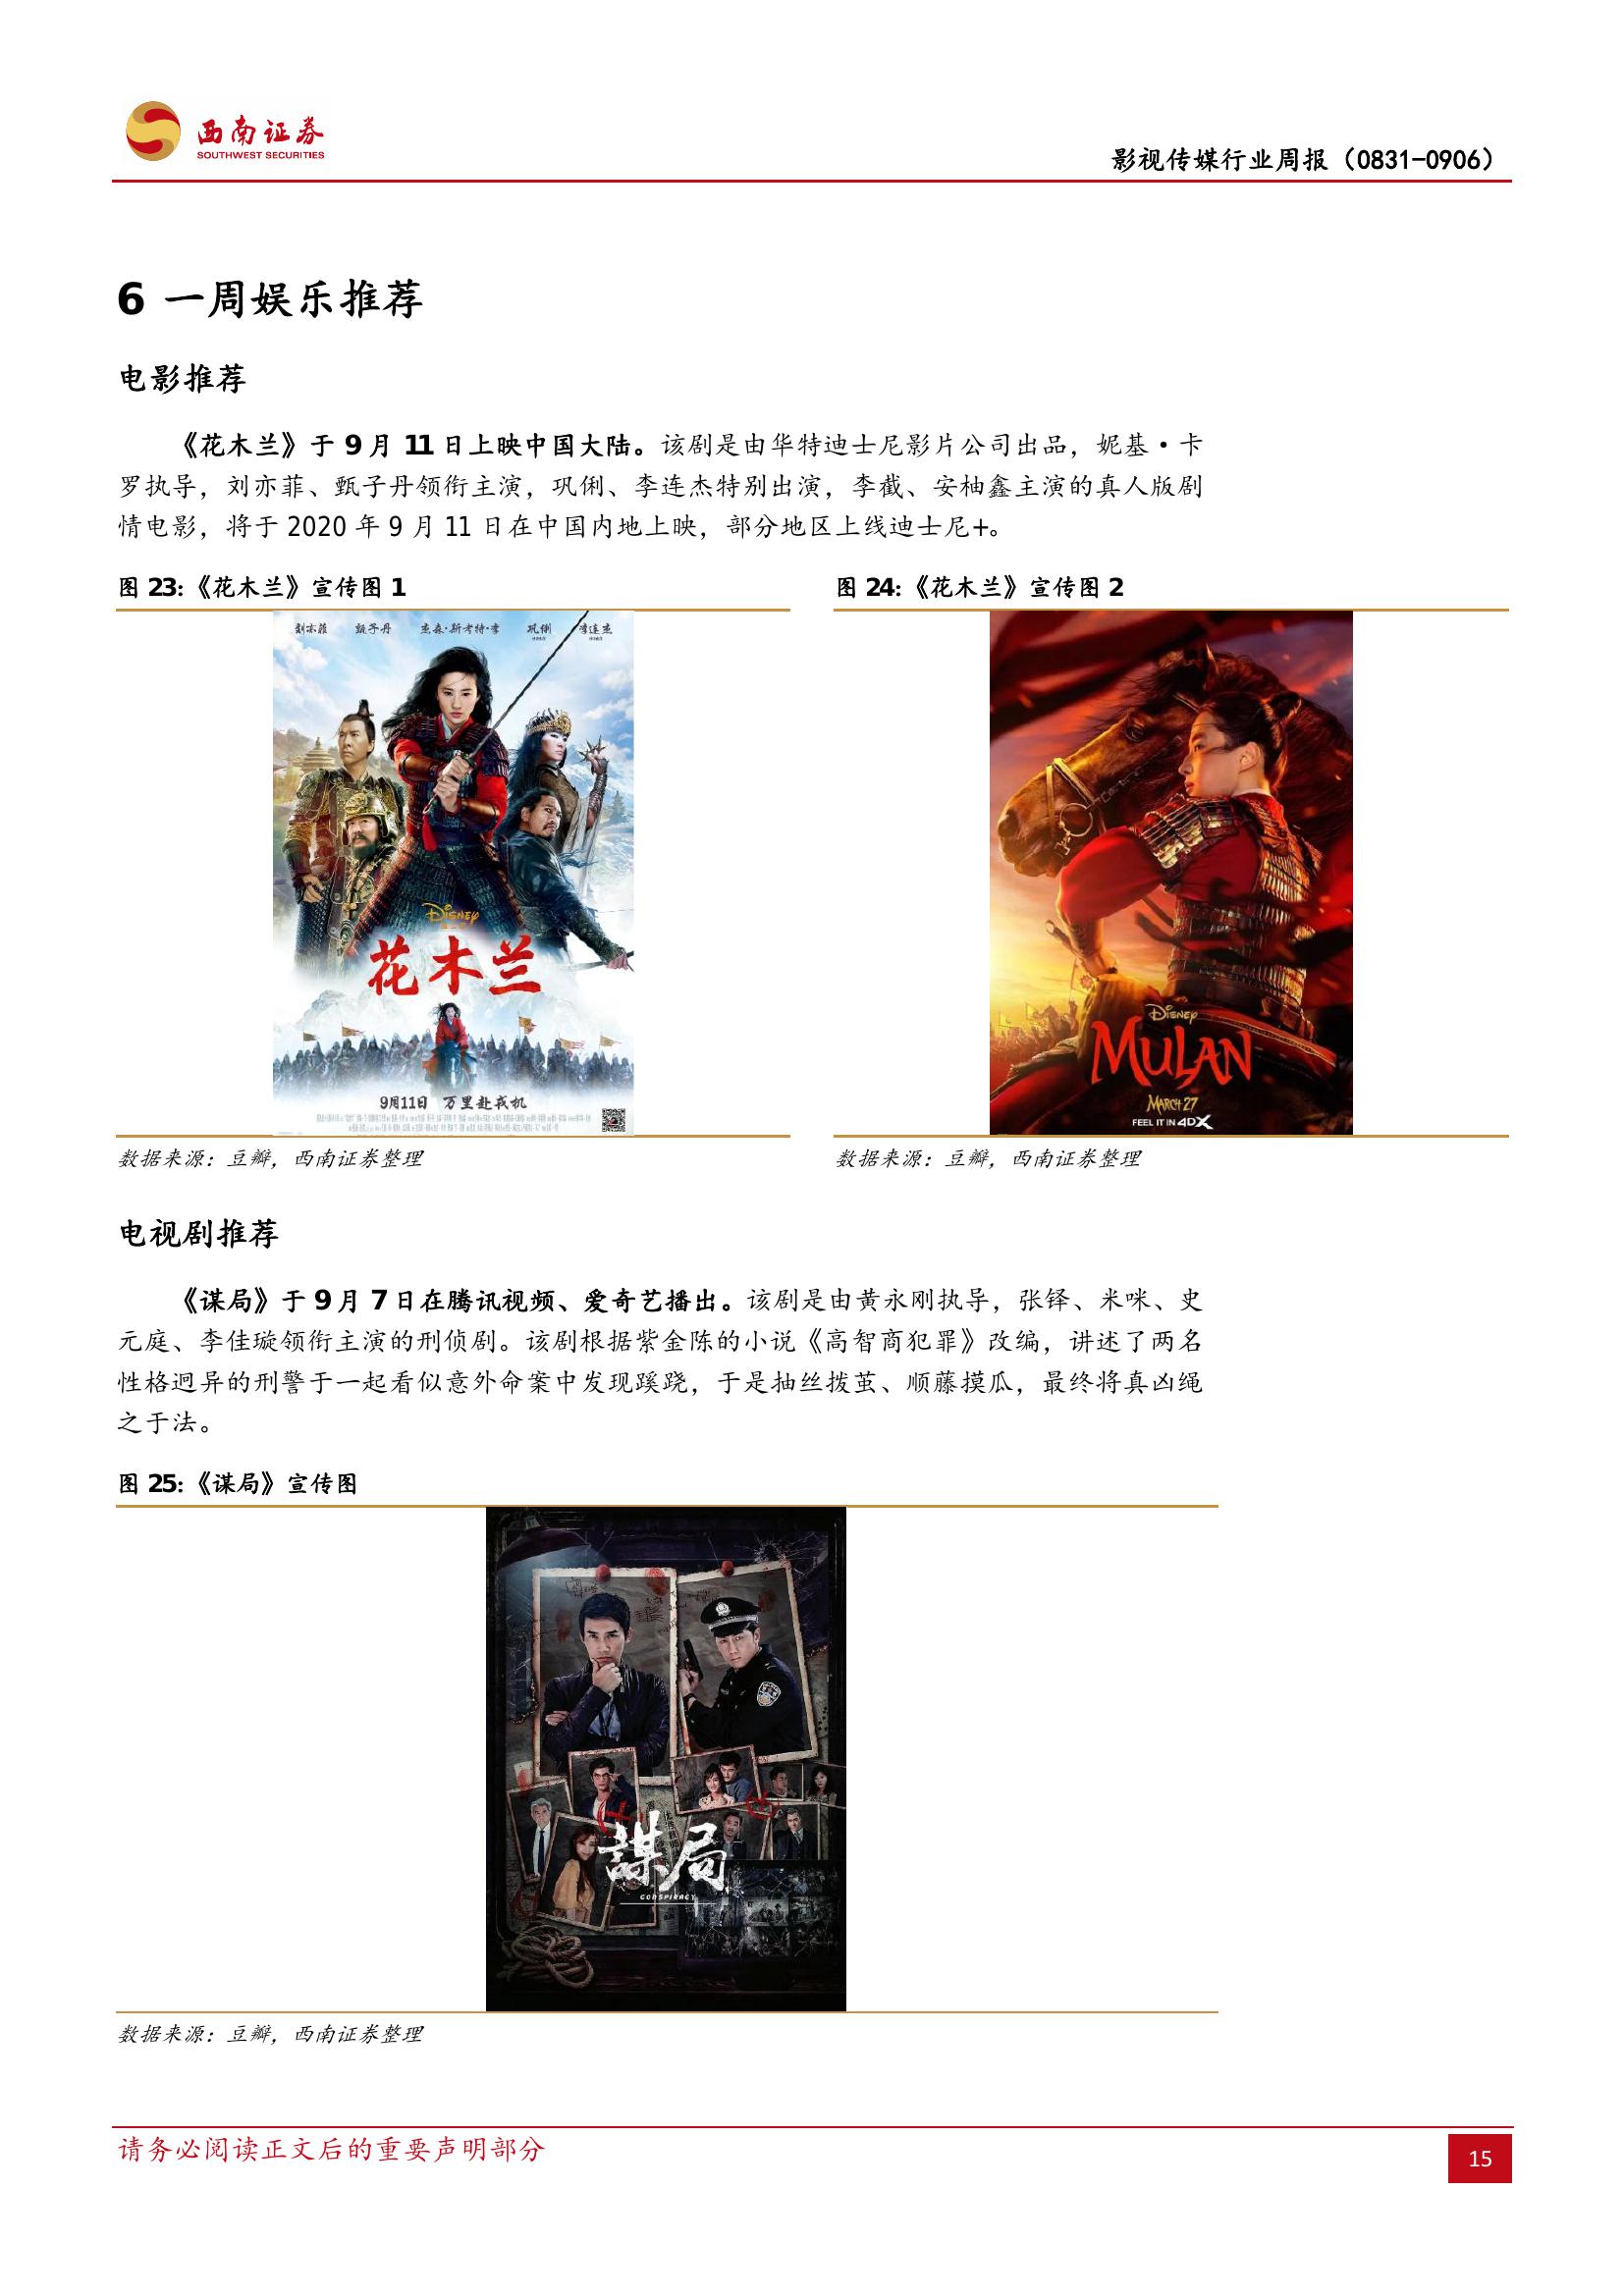 西南证券
SOUTHWEST SECURITIES
影视传媒行业周报（0831-0906）
6 一周娱乐推荐
电影推荐
《花木兰》于 9 月 11 日上映中国大陆。该剧是由华特迪士尼影片公司出品，妮基·卡
罗执导，刘亦菲、甄子丹领衔主演，巩俐、李连杰特别出演，李截、安柚鑫主演的真人版剧
情电影，将于 2020 年 9 月 11 日在中国内地上映，部分地区上线迪士尼+。
图 23:《花木兰》宣传图 1
图 24:《花木兰》宣传图 2
刘亦菲 甄子丹 杰森·斯考特·李 巩俐 李连杰
DISNEY
花木兰
9月11日 万里赴戎机
DISNEY
MULAN
MARCH 27
FEEL IT IN 4DX
数据来源：豆瓣，西南证券整理
数据来源：豆瓣，西南证券整理
电视剧推荐
《谋局》于 9 月 7 日在腾讯视频、爱奇艺播出。该剧是由黄永刚执导，张铎、米咪、史
元庭、李佳璇领衔主演的刑侦剧。该剧根据紫金陈的小说《高智商犯罪》改编，讲述了两名
性格迥异的刑警于一起看似意外命案中发现蹊跷，于是抽丝拨茧、顺藤摸瓜，最终将真凶绳
之于法。
图 25:《谋局》宣传图
謀局
CONSPIRACY
数据来源：豆瓣，西南证券整理
请务必阅读正文后的重要声明部分
15